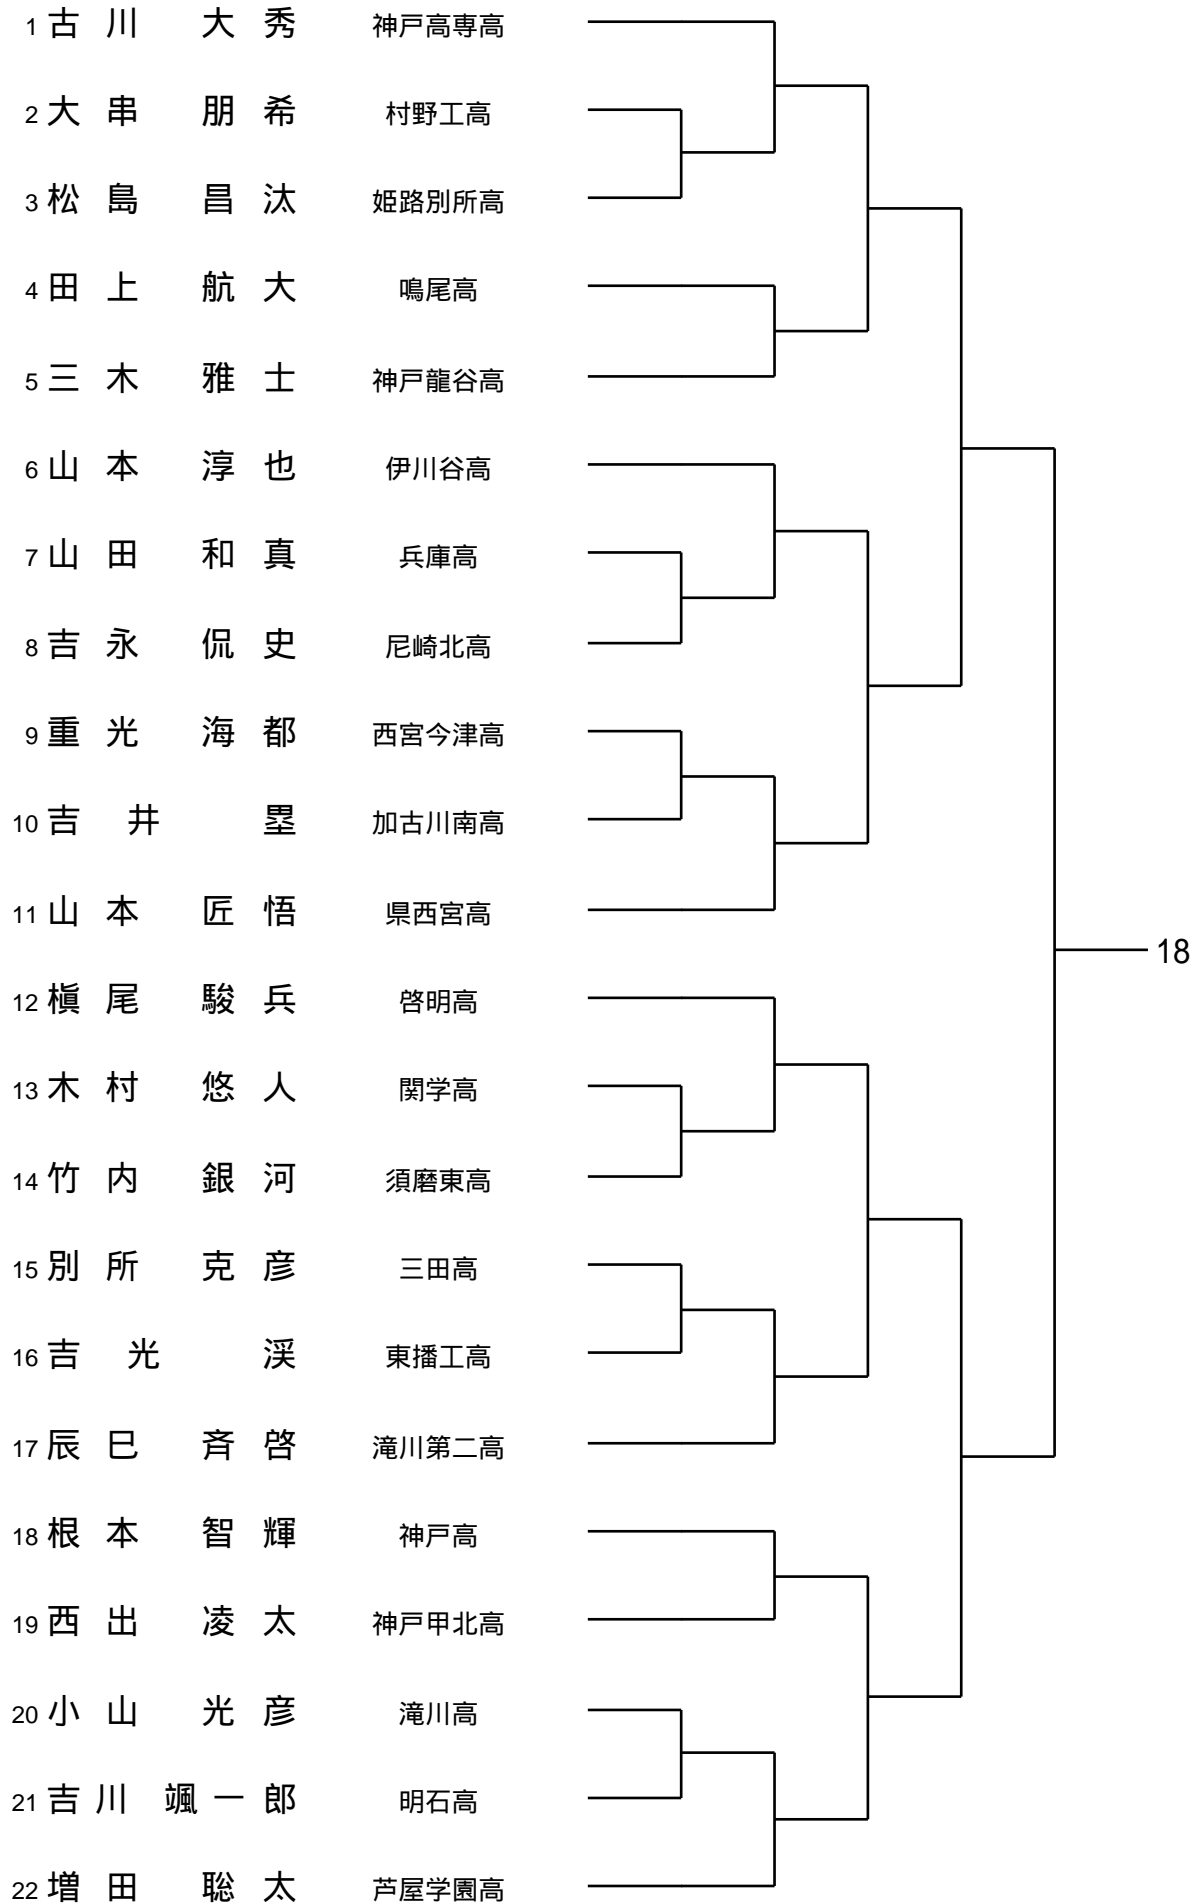 1 古川 大秀 神戸高専高
2 大串 朋希 村野工高
3 松島 昌汰 姫路別所高
4 田上 航大 鳴尾高
5 三木 雅士 神戸龍谷高
6 山本 淳也 伊川谷高
7 山田 和真 兵庫高
8 吉永 侃史 尼崎北高
9 重光 海都 西宮今津高
10 吉井 塁 加古川南高
11 山本 匠悟 県西宮高
18
12 槇尾 駿兵 啓明高
13 木村 悠人 関学高
14 竹内 銀河 須磨東高
15 別所 克彦 三田高
16 吉光 渓 東播工高
17 辰巳 斉啓 滝川第二高
18 根本 智輝 神戸高
19 西出 凌太 神戸甲北高
20 小山 光彦 滝川高
21 吉川 颯一郎 明石高
22 増田 聡太 芦屋学園高